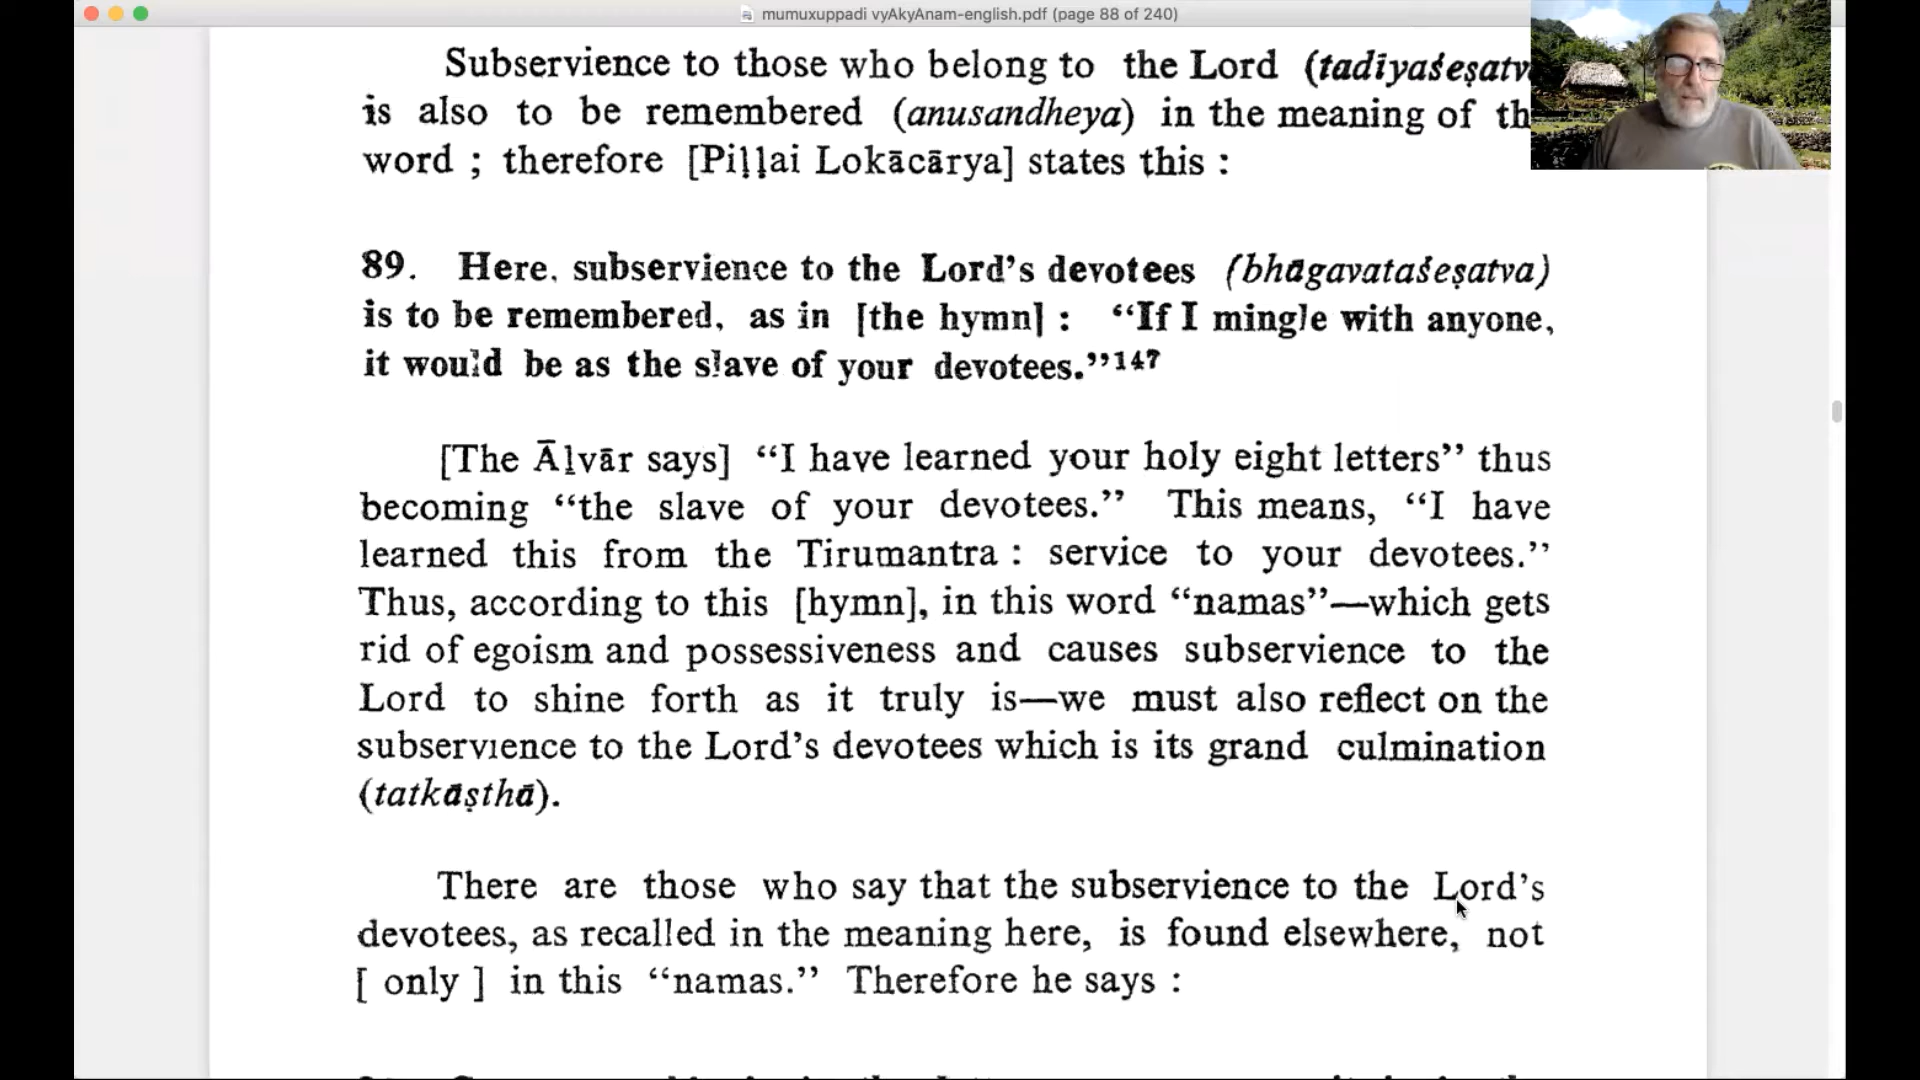 mumuxuppadi vyAkyAnam-english.pdf (page 88 of 240)
Subservience to those who belong to the Lord (tadīyaśeṣatv
is also to be remembered (anusandheya) in the meaning of th
word ; therefore [Piḷḷai Lokācārya] states this :
89. Here, subservience to the Lord's devotees (bhāgavataśeṣatva)
is to be remembered, as in [the hymn] : “If I mingle with anyone,
it would be as the slave of your devotees.”147
[The Āḻvār says] “I have learned your holy eight letters” thus
becoming “the slave of your devotees.” This means, “I have
learned this from the Tirumantra : service to your devotees.”
Thus, according to this [hymn], in this word “namas”—which gets
rid of egoism and possessiveness and causes subservience to the
Lord to shine forth as it truly is—we must also reflect on the
subservience to the Lord's devotees which is its grand culmination
(tatkāṣthā).
There are those who say that the subservience to the Lord's
devotees, as recalled in the meaning here, is found elsewhere, not
[ only ] in this “namas.” Therefore he says :